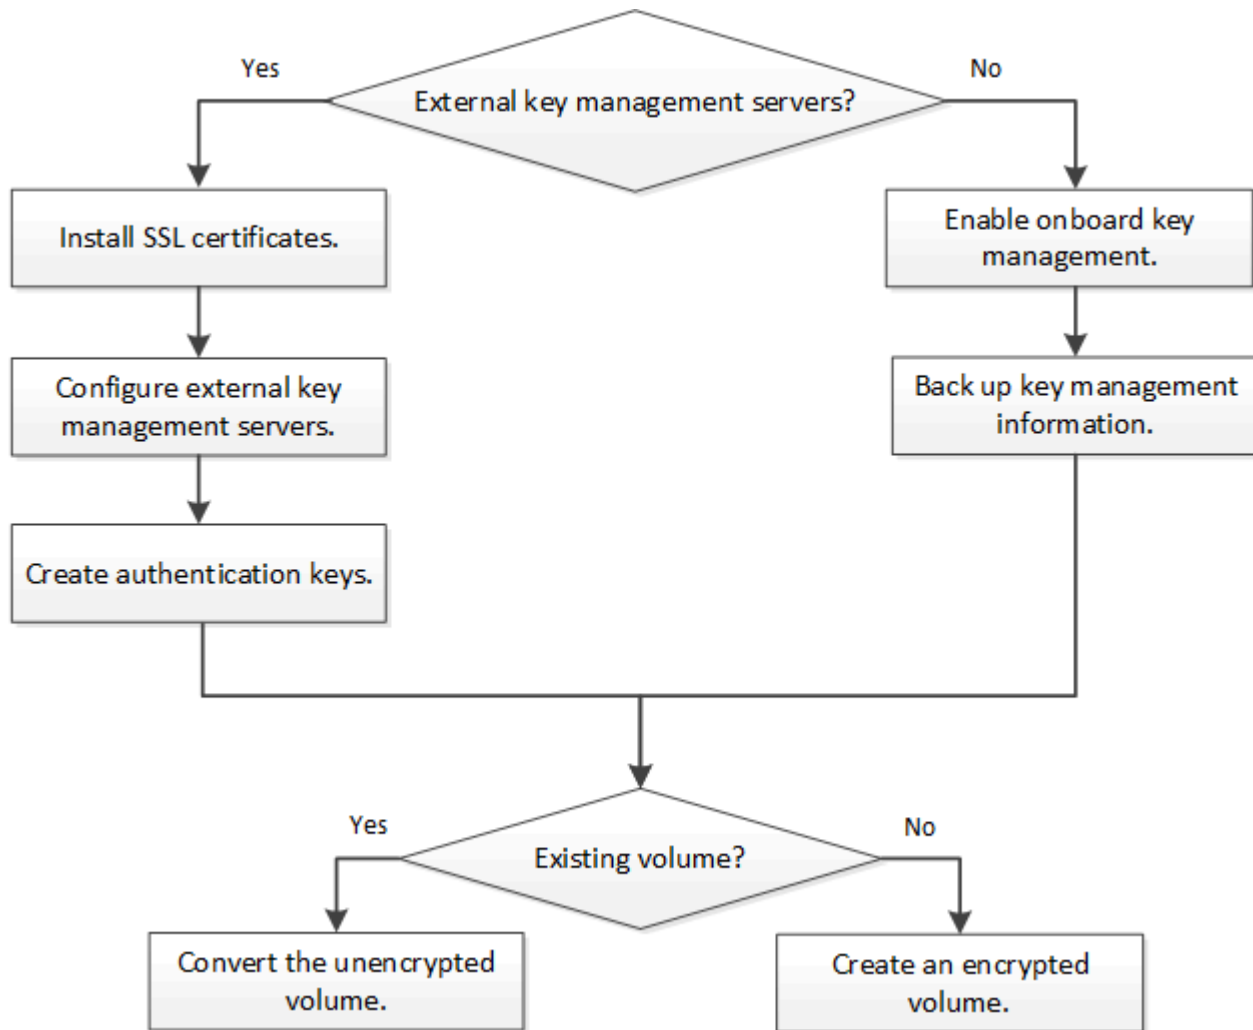 External key management servers?
Yes
No
Install SSL certificates.
Enable onboard key
management.
Configure external key
management servers.
Back up key management
information.
Create authentication keys.
Existing volume?
Yes
No
Convert the unencrypted
volume.
Create an encrypted
volume.